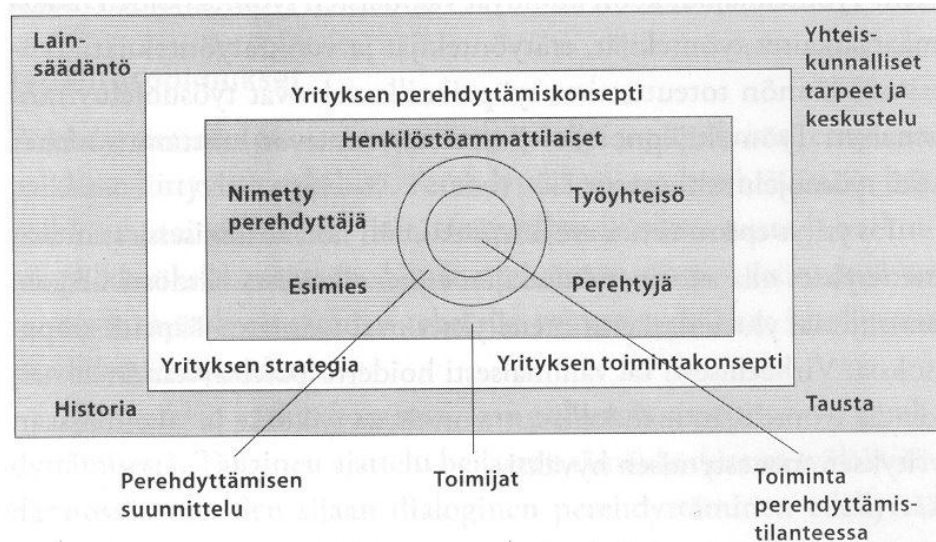 Lain-
säädäntö
Yhteis-
kunnalliset
tarpeet ja
keskustelu
Yrityksen perehdyttämiskonsepti
Henkilöstöammattilaiset
Nimetty
perehdyttäjä
Työyhteisö
Esimies
Perehtyjä
Yrityksen strategia
Yrityksen toimintakonsepti
Historia
Tausta
Perehdyttämisen
suunnittelu
Toimijat
Toiminta
perehdyttämis-
tilanteessa